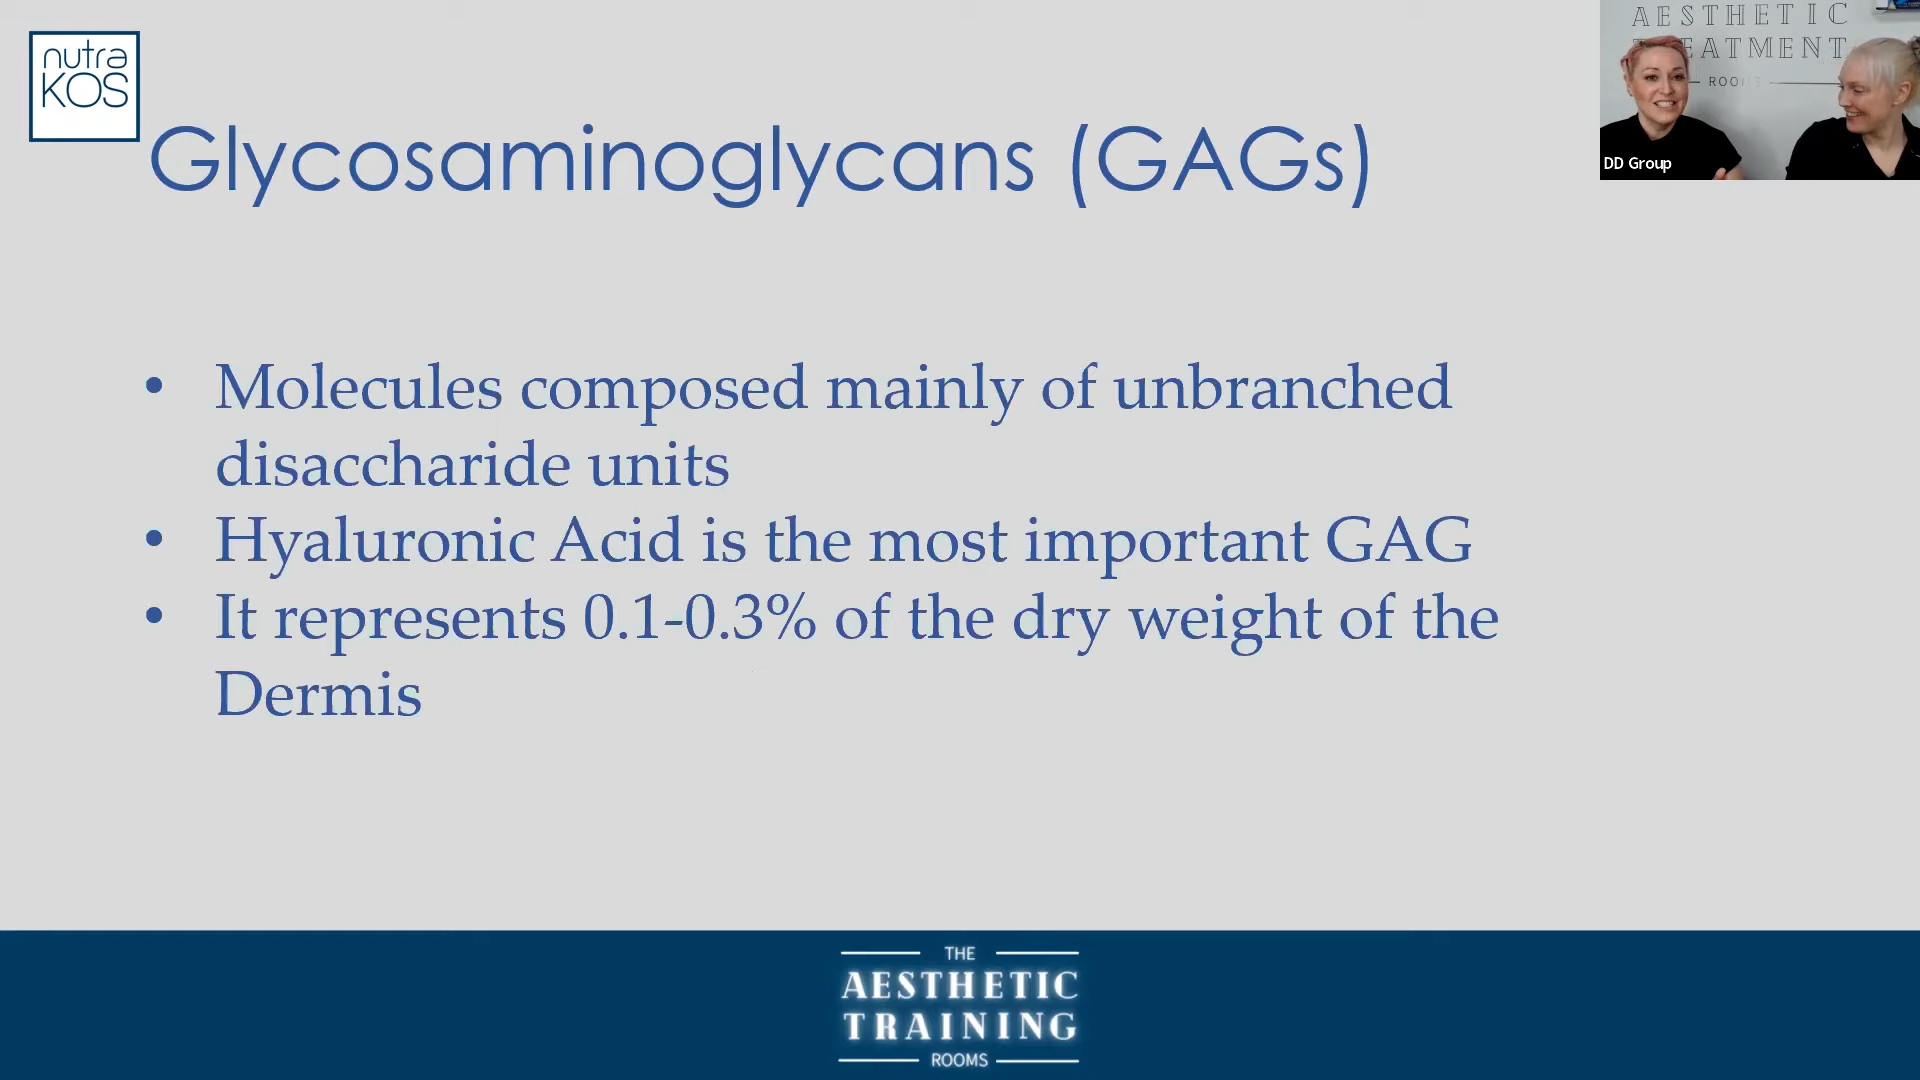 nutra
KOS
Glycosaminoglycans (GAGs)
AESTHETIC
TREATMENT
ROOMS
DD Group
• Molecules composed mainly of unbranched
disaccharide units
• Hyaluronic Acid is the most important GAG
• It represents 0.1-0.3% of the dry weight of the
Dermis
THE
AESTHETIC
TRAINING
ROOMS